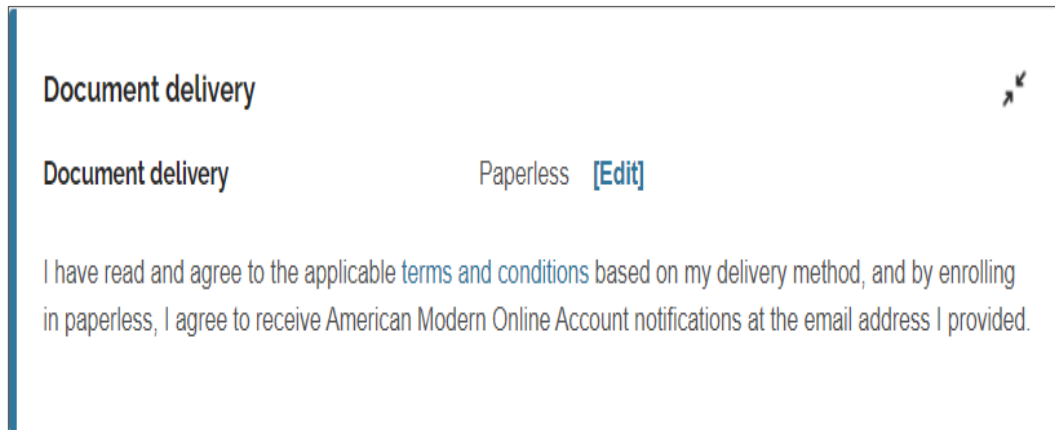 Document delivery
Document delivery Paperless [Edit]
I have read and agree to the applicable terms and conditions based on my delivery method, and by enrolling
in paperless, I agree to receive American Modern Online Account notifications at the email address I provided.